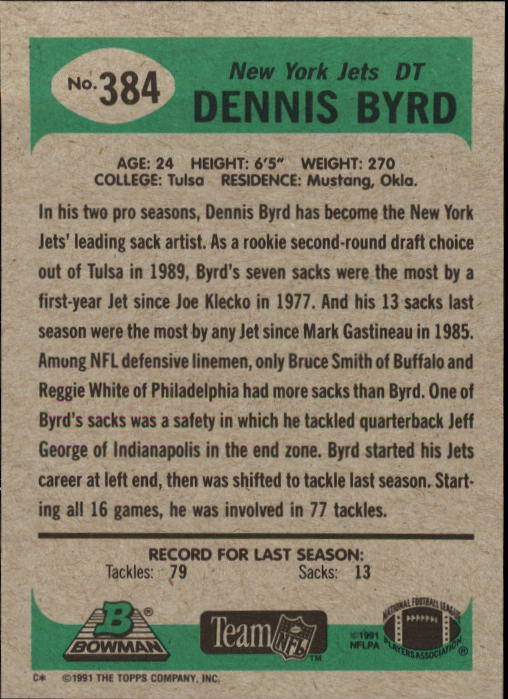 No. 384
New York Jets DT
DENNIS BYRD
AGE: 24 HEIGHT: 6'5" WEIGHT: 270
COLLEGE: Tulsa RESIDENCE: Mustang, Okla.
In his two pro seasons, Dennis Byrd has become the New York
Jets' leading sack artist. As a rookie second-round draft choice
out of Tulsa in 1989, Byrd's seven sacks were the most by a
first-year Jet since Joe Klecko in 1977. And his 13 sacks last
season were the most by any Jet since Mark Gastineau in 1985.
Among NFL defensive linemen, only Bruce Smith of Buffalo and
Reggie White of Philadelphia had more sacks than Byrd. One of
Byrd's sacks was a safety in which he tackled quarterback Jeff
George of Indianapolis in the end zone. Byrd started his Jets
career at left end, then was shifted to tackle last season. Start-
ing all 16 games, he was involved in 77 tackles.
RECORD FOR LAST SEASON:
Tackles: 79 Sacks: 13
B
BOWMAN®
Team NFL™
©1991
NFLPA
NATIONAL FOOTBALL LEAGUE
PLAYERS ASSOCIATION
C* ©1991 THE TOPPS COMPANY, INC.